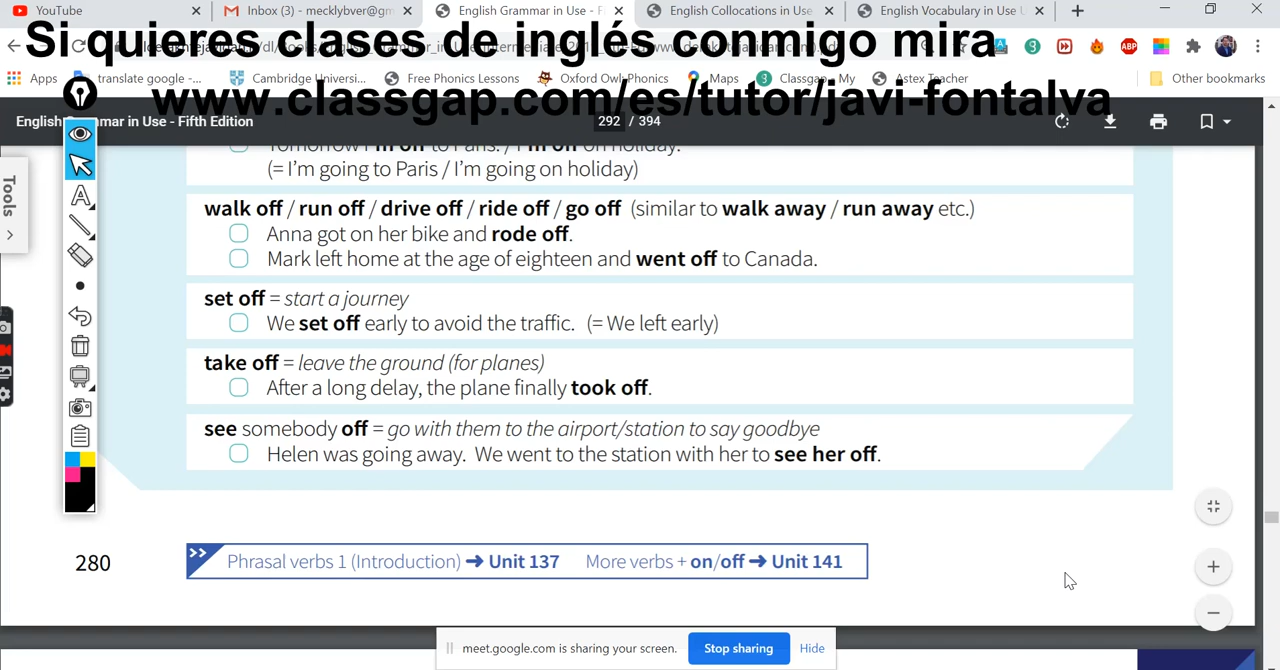 YouTube
Inbox (3) - mecklybver@gm
English Grammar in Use - Fi
English Collocations in Use
English Vocabulary in Use U
Si quieres clases de inglés conmigo mira
Apps
translate google -...
Cambridge Universi...
Free Phonics Lesson
Oxford Owl Phonics
Maps
Classgap - My
Astex Teacher
Other bookmarks
www.classgap.com/es/tutor/javi-fontalva
English Grammar in Use - Fifth Edition
292 / 394
Tomorrow I'm off to Paris. / I'm off on holiday.
(= I'm going to Paris / I'm going on holiday)
Tools
walk off / run off / drive off / ride off / go off (similar to walk away / run away etc.)
Anna got on her bike and rode off.
Mark left home at the age of eighteen and went off to Canada.
set off = start a journey
We set off early to avoid the traffic. (= We left early)
take off = leave the ground (for planes)
After a long delay, the plane finally took off.
see somebody off = go with them to the airport/station to say goodbye
Helen was going away. We went to the station with her to see her off.
280
Phrasal verbs 1 (Introduction) ➜ Unit 137 More verbs + on/off ➜ Unit 141
meet.google.com is sharing your screen.
Stop sharing
Hide